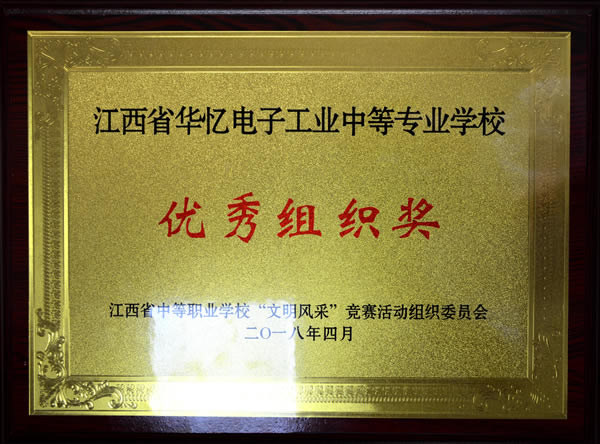 江西省华忆电子工业中等专业学校
优秀组织奖
江西省中等职业学校“文明风采”竞赛活动组织委员会
二〇一八年四月